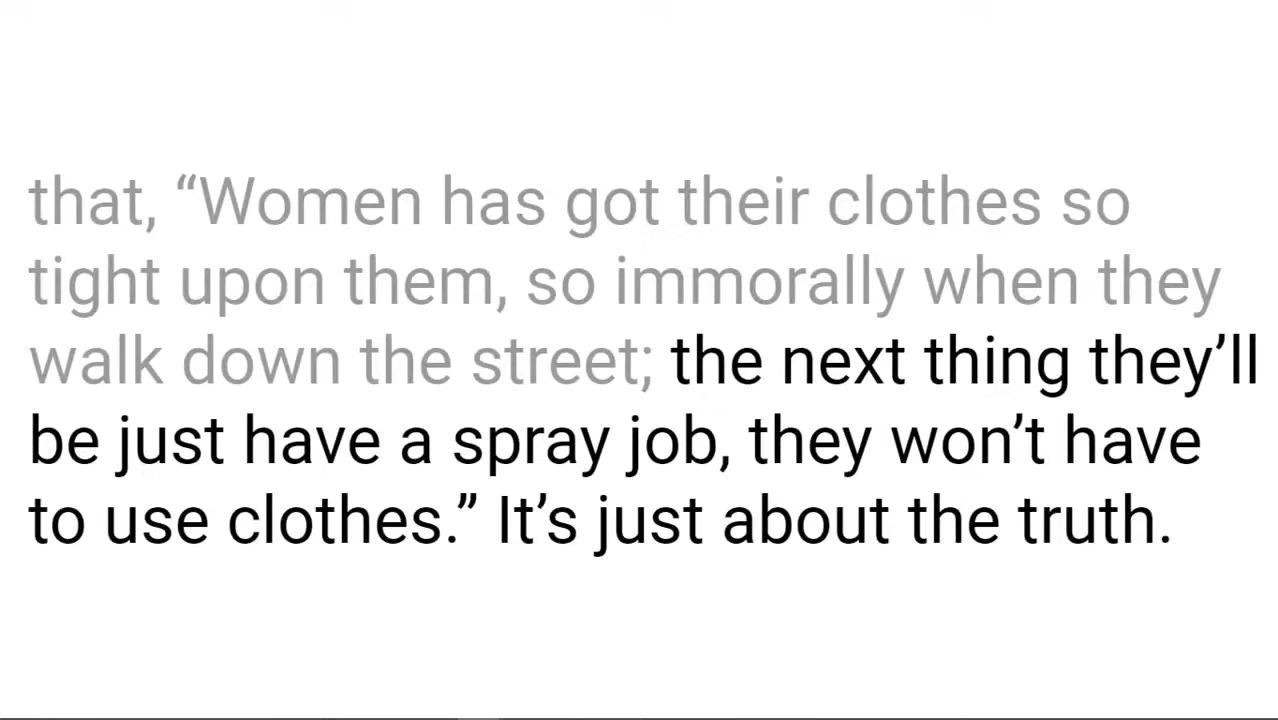 that, “Women has got their clothes so
tight upon them, so immorally when they
walk down the street; the next thing they’ll
be just have a spray job, they won’t have
to use clothes.” It’s just about the truth.